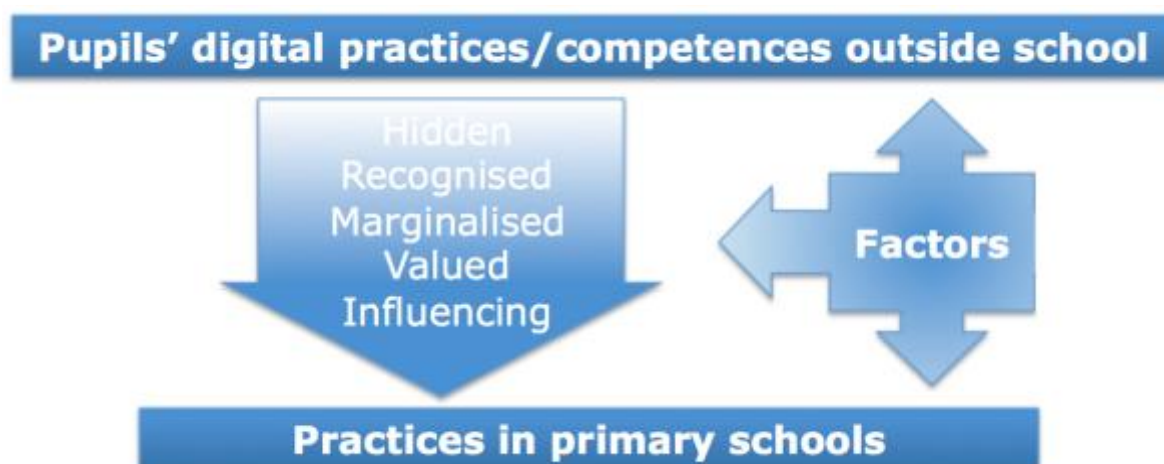 Pupils’ digital practices/competences outside school
Hidden
Recognised
Marginalised
Valued
Influencing
Factors
Practices in primary schools